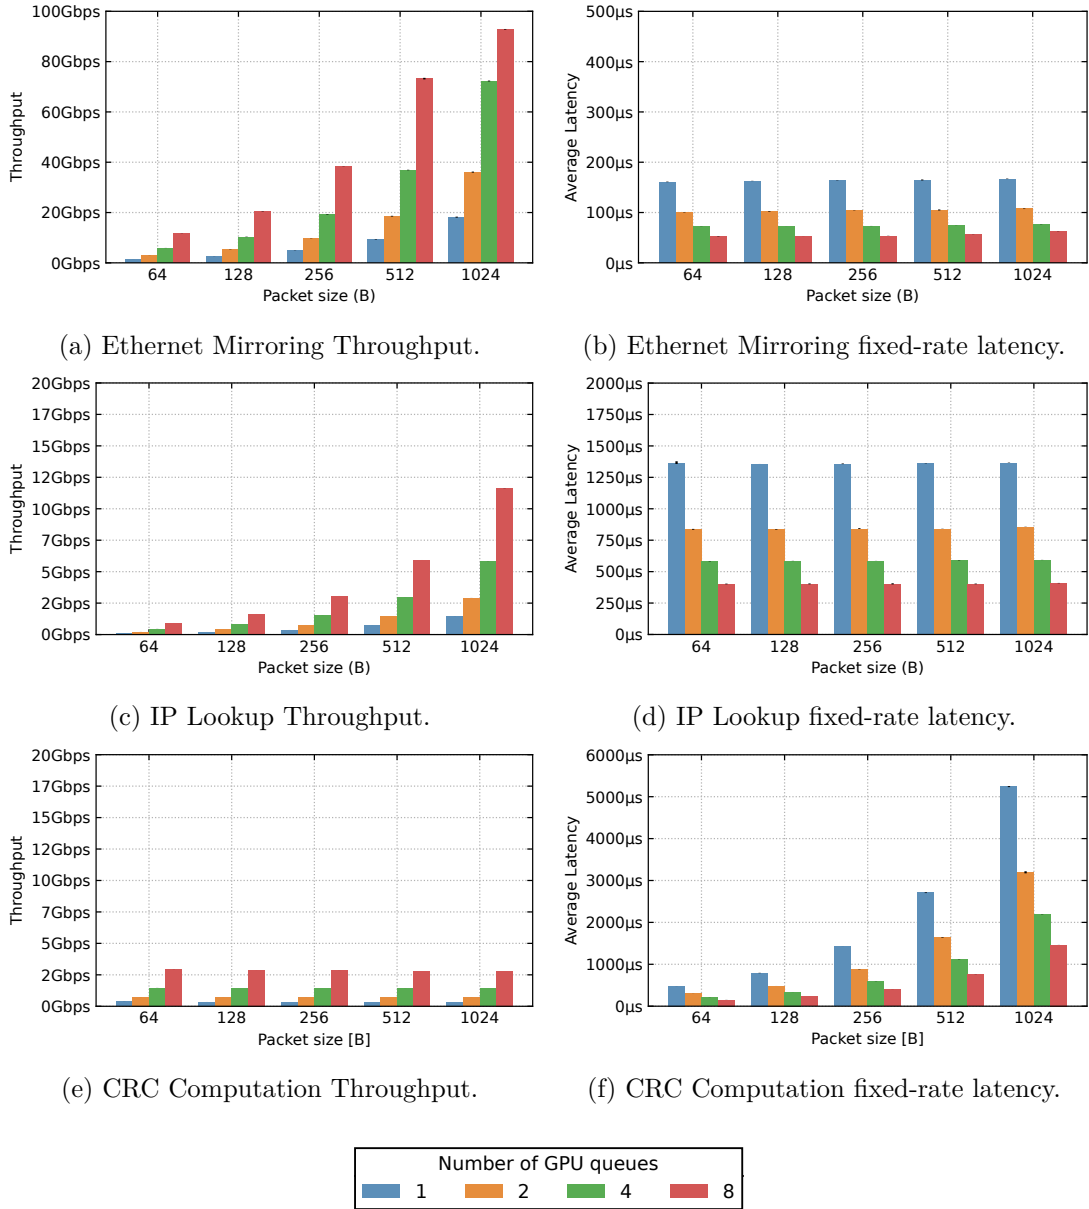 100Gbps
80Gbps
60Gbps
40Gbps
20Gbps
0Gbps
Throughput
64 128 256 512 1024
Packet size (B)
(a) Ethernet Mirroring Throughput.
500µs
400µs
300µs
200µs
100µs
0µs
Average Latency
64 128 256 512 1024
Packet size (B)
(b) Ethernet Mirroring fixed-rate latency.
20Gbps
17Gbps
15Gbps
12Gbps
10Gbps
7Gbps
5Gbps
2Gbps
0Gbps
Throughput
64 128 256 512 1024
Packet size (B)
(c) IP Lookup Throughput.
2000µs
1750µs
1500µs
1250µs
1000µs
750µs
500µs
250µs
0µs
Average Latency
64 128 256 512 1024
Packet size (B)
(d) IP Lookup fixed-rate latency.
20Gbps
17Gbps
15Gbps
12Gbps
10Gbps
7Gbps
5Gbps
2Gbps
0Gbps
Throughput
64 128 256 512 1024
Packet size [B]
(e) CRC Computation Throughput.
6000µs
5000µs
4000µs
3000µs
2000µs
1000µs
0µs
Average Latency
64 128 256 512 1024
Packet size [B]
(f) CRC Computation fixed-rate latency.
Number of GPU queues
1 2 4 8